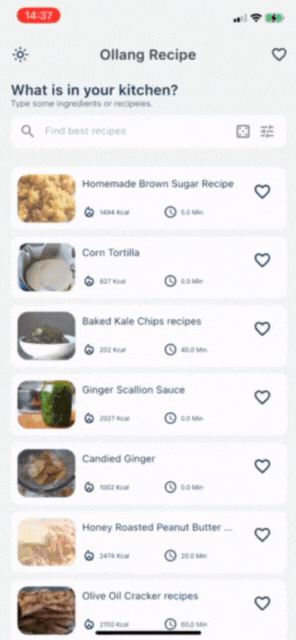 14:37
Ollang Recipe
What is in your kitchen?
Type some ingredients or recipeies.
Find best recipes
Homemade Brown Sugar Recipe
1494 Kcal
5.0 Min
Corn Tortilla
827 Kcal
0.0 Min
Baked Kale Chips recipes
202 Kcal
40.0 Min
Ginger Scallion Sauce
2027 Kcal
0.0 Min
Candied Ginger
1002 Kcal
0.0 Min
Honey Roasted Peanut Butter ...
2474 Kcal
20.0 Min
Olive Oil Cracker recipes
2110 Kcal
60.0 Min